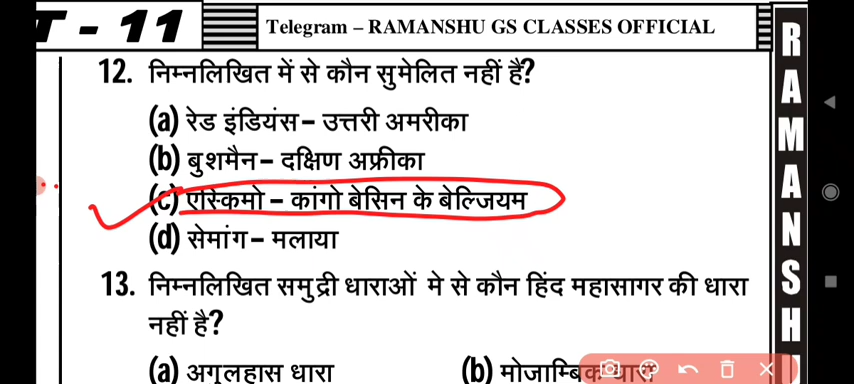 T - 11
Telegram – RAMANSHU GS CLASSES OFFICIAL
12. निम्नलिखित में से कौन सुमेलित नहीं है?
(a) रेड इंडियंस – उत्तरी अमरीका
(b) बुशमैन – दक्षिण अफ्रीका
(c) एस्किमो – कांगो बेसिन के बेल्जियम
(d) सेमांग – मलाया
13. निम्नलिखित समुद्री धाराओं मे से कौन हिंद महासागर की धारा
नहीं है?
(a) अगुलहास धारा
(b) मोजाम्बिक धारा
RAMANSH